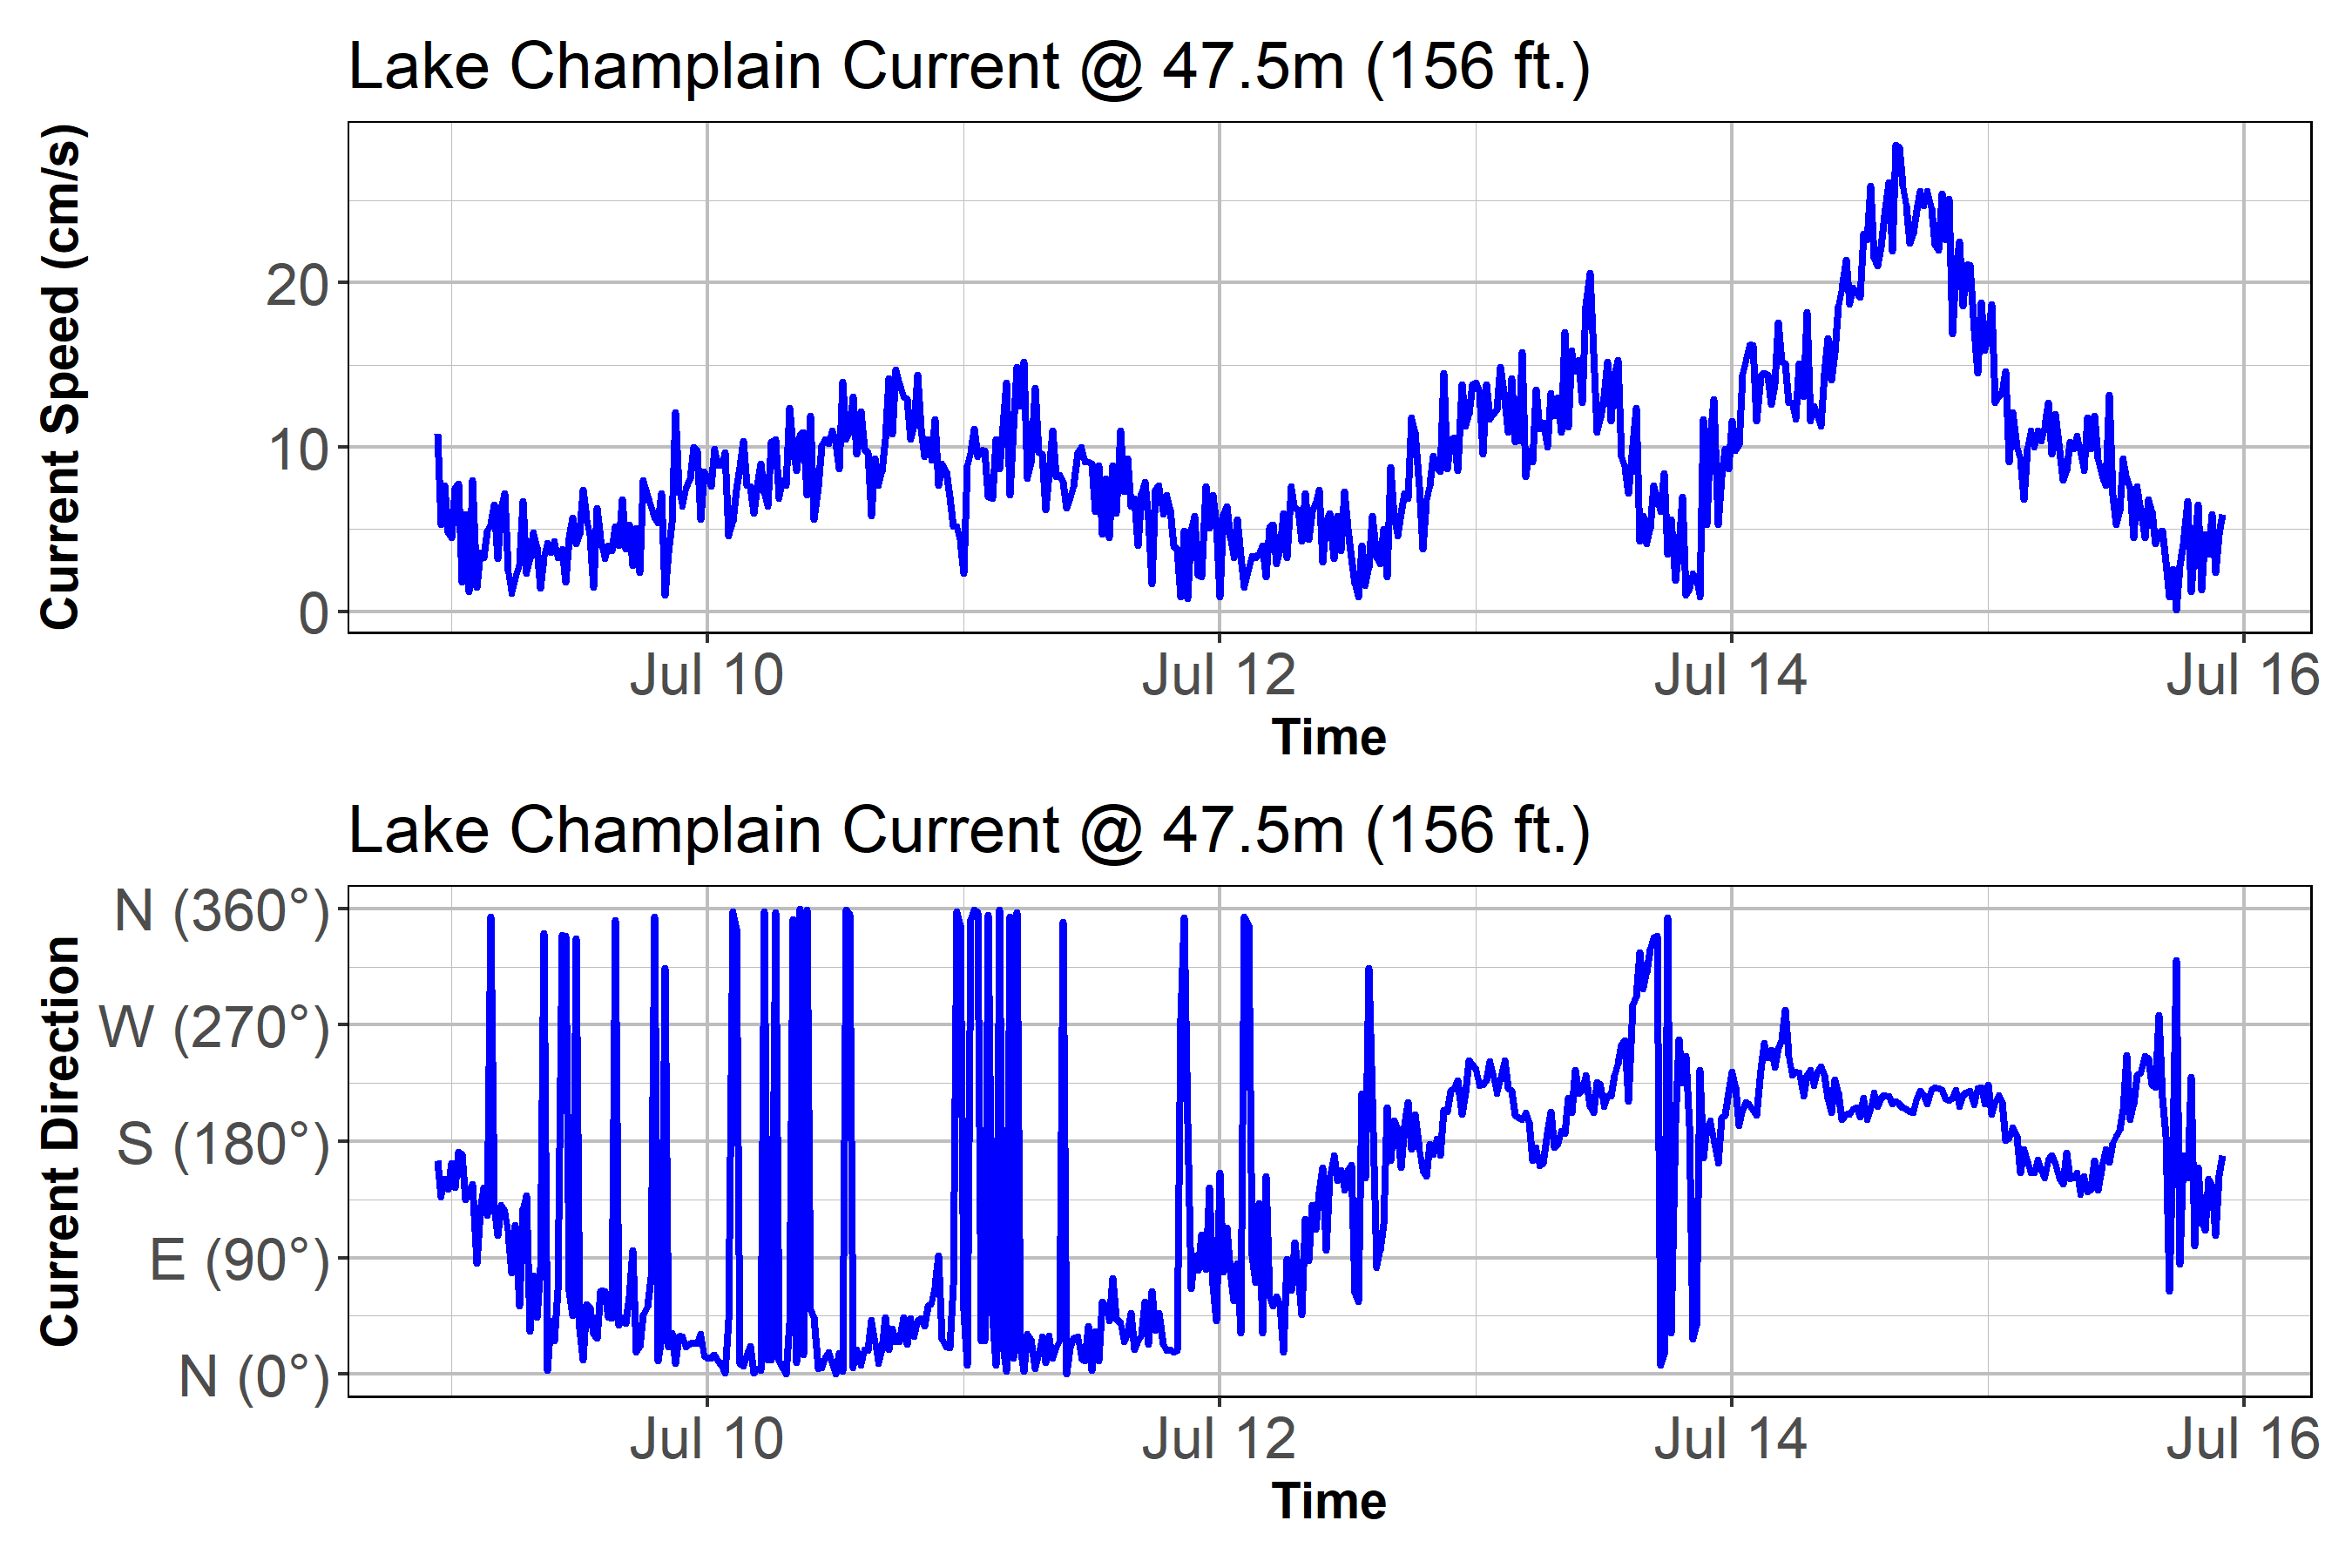 Lake Champlain Current @ 47.5m (156 ft.)
Current Speed (cm/s)
20
10
0
Jul 10 Jul 12 Jul 14 Jul 16
Time
Lake Champlain Current @ 47.5m (156 ft.)
Current Direction
N (360°)
W (270°)
S (180°)
E (90°)
N (0°)
Jul 10 Jul 12 Jul 14 Jul 16
Time